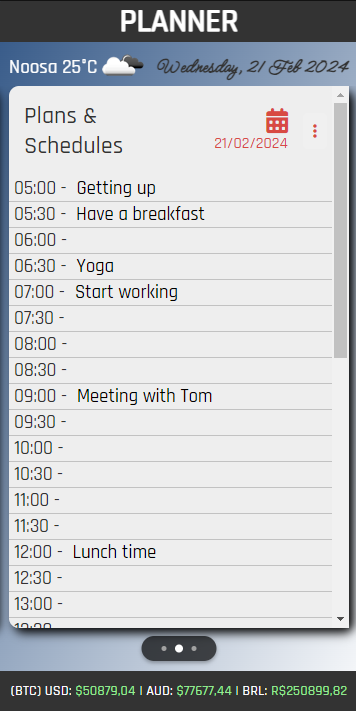 PLANNER
Noosa 25°C
Wednesday, 21 Feb 2024
Plans &
Schedules
21/02/2024
05:00 - Getting up
05:30 - Have a breakfast
06:00 -
06:30 - Yoga
07:00 - Start working
07:30 -
08:00 -
08:30 -
09:00 - Meeting with Tom
09:30 -
10:00 -
10:30 -
11:00 -
11:30 -
12:00 - Lunch time
12:30 -
13:00 -
(BTC) USD: $50879,04 | AUD: $77677,44 | BRL: R$250899,82